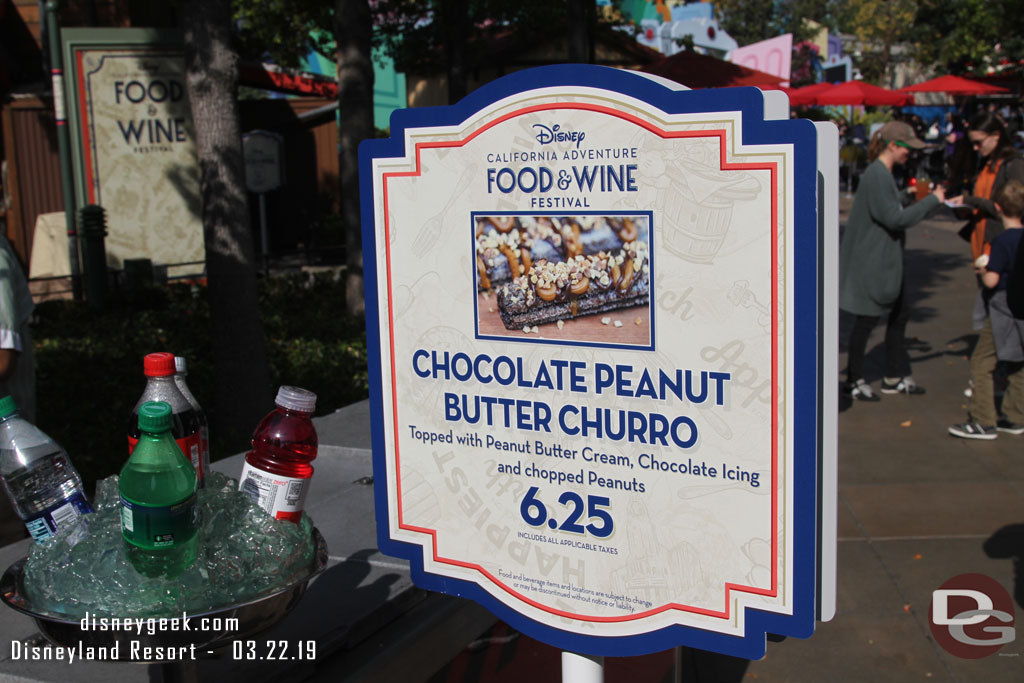 FOOD
& WINE
FESTIVAL
Disney
CALIFORNIA ADVENTURE
FOOD & WINE
FESTIVAL
CHOCOLATE PEANUT
BUTTER CHURRO
Topped with Peanut Butter Cream, Chocolate Icing
and chopped Peanuts
6.25
INCLUDES ALL APPLICABLE TAXES
Food and beverage items and locations are subject to change
or may be discontinued without notice or liability.
disneygeek.com
Disneyland Resort - 03.22.19
DG